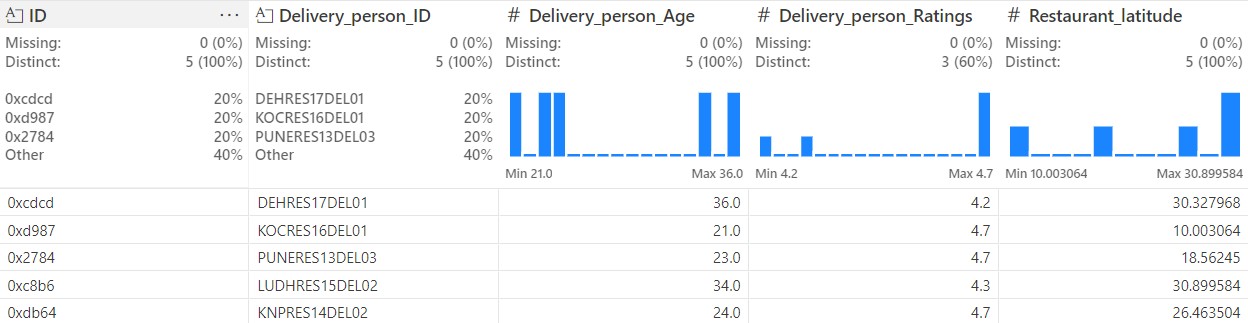 ID ... Delivery_person_ID # Delivery_person_Age # Delivery_person_Ratings # Restaurant_latitude
Missing: 0 (0%) Missing: 0 (0%) Missing: 0 (0%) Missing: 0 (0%) Missing: 0 (0%)
Distinct: 5 (100%) Distinct: 5 (100%) Distinct: 5 (100%) Distinct: 3 (60%) Distinct: 5 (100%)
0xcdcd 20% DEHRES17DEL01 20%
0xd987 20% KOCRES16DEL01 20%
0x2784 20% PUNERES13DEL03 20%
Other 40% Other 40%
Min 21.0 Max 36.0 Min 4.2 Max 4.7 Min 10.003064 Max 30.899584
0xcdcd DEHRES17DEL01 36.0 4.2 30.327968
0xd987 KOCRES16DEL01 21.0 4.7 10.003064
0x2784 PUNERES13DEL03 23.0 4.7 18.56245
0xc8b6 LUDHRES15DEL02 34.0 4.3 30.899584
0xdb64 KNPRES14DEL02 24.0 4.7 26.463504